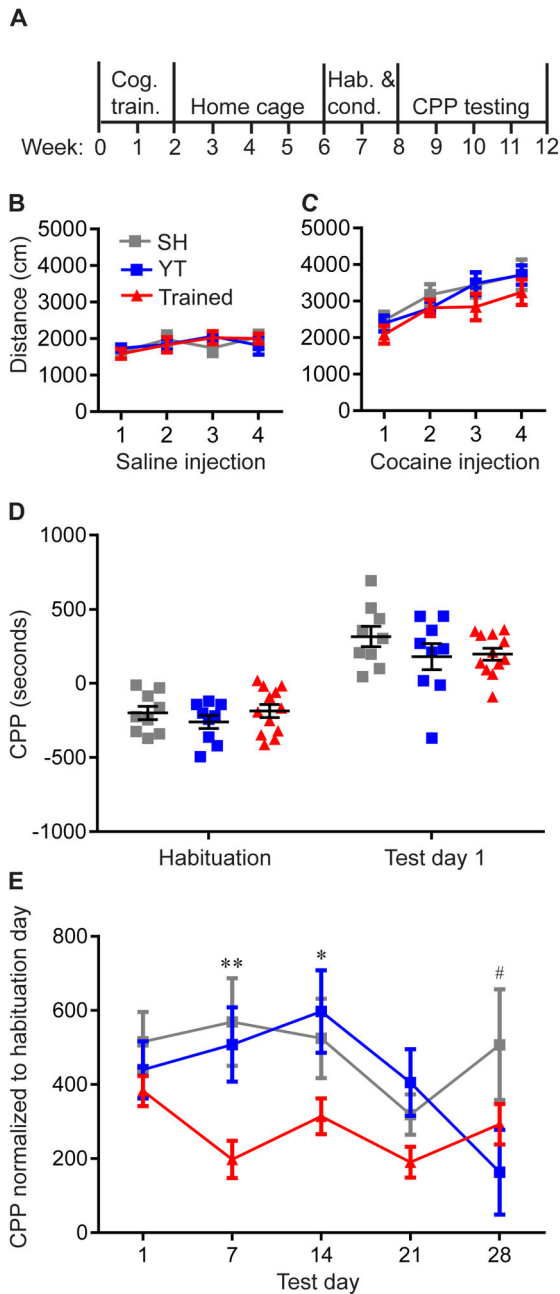 A
Cog. train.
Home cage
Hab. & cond.
CPP testing
Week: 0 1 2 3 4 5 6 7 8 9 10 11 12
B
Distance (cm)
5000
4000
3000
2000
1000
0
SH
YT
Trained
1 2 3 4
Saline injection
C
5000
4000
3000
2000
1000
0
1 2 3 4
Cocaine injection
D
CPP (seconds)
1000
500
0
-500
-1000
Habituation
Test day 1
E
CPP normalized to habituation day
800
600
400
200
0
**
*
#
1 7 14 21 28
Test day